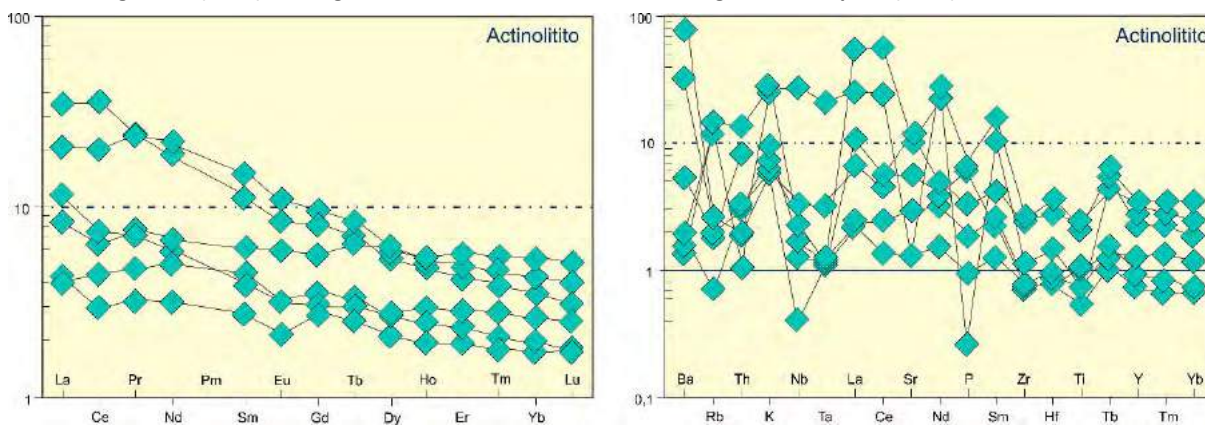 100
Actinolitito
10
La Pr Pm Eu Tb Ho Tm Lu
1
Ce Nd Sm Gd Dy Er Yb
100
Actinolitito
10
1
Ba Th Nb La Sr P Zr Ti Y Yb
0,1
Rb K Ta Ce Nd Sm Hf Tb Tm